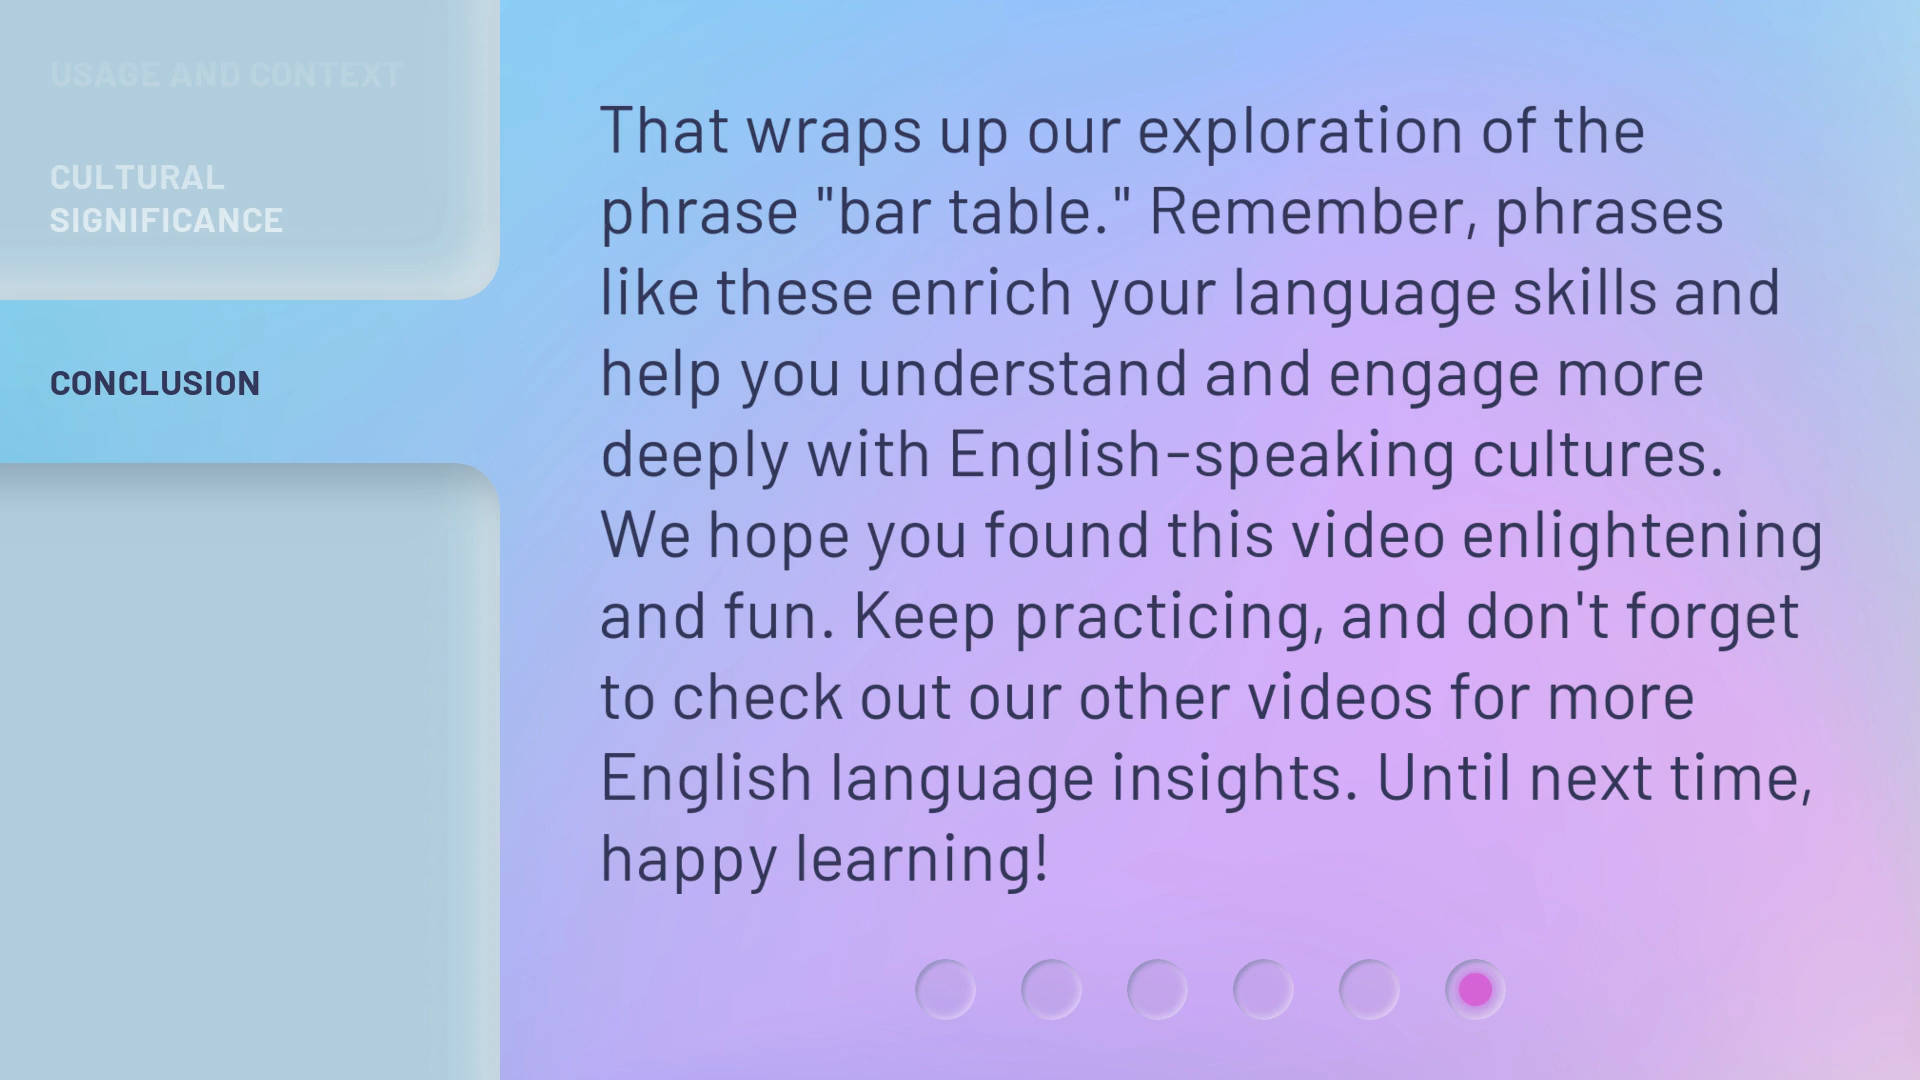 USAGE AND CONTEXT
CULTURAL
SIGNIFICANCE
CONCLUSION
That wraps up our exploration of the
phrase "bar table." Remember, phrases
like these enrich your language skills and
help you understand and engage more
deeply with English-speaking cultures.
We hope you found this video enlightening
and fun. Keep practicing, and don't forget
to check out our other videos for more
English language insights. Until next time,
happy learning!